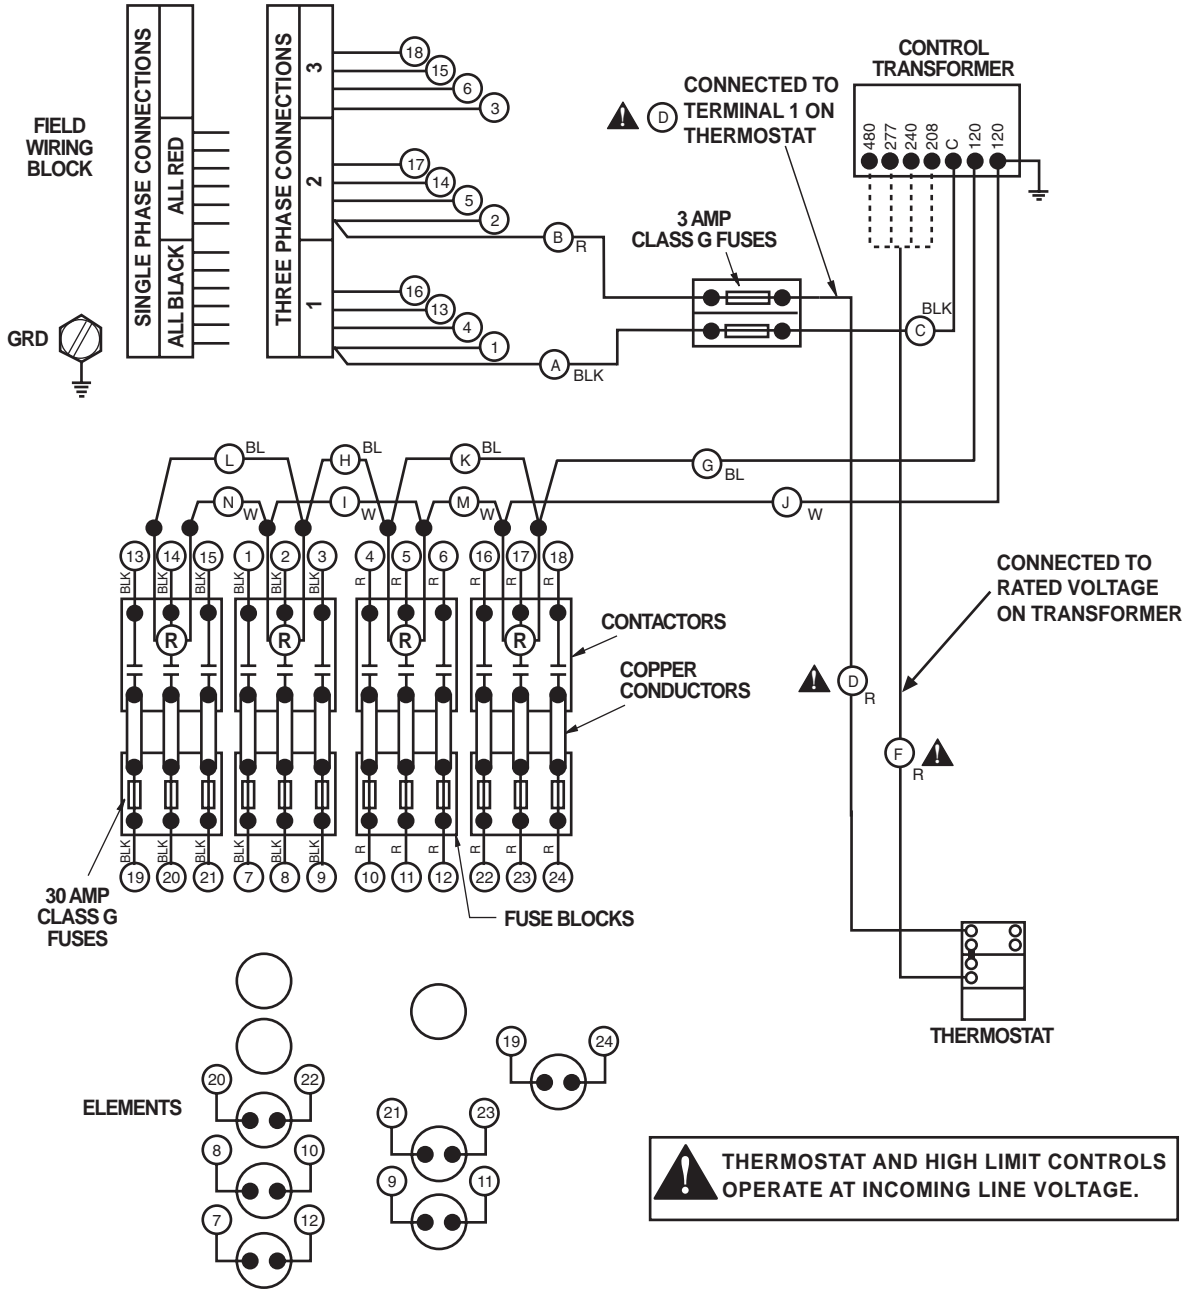 FIELD
WIRING
BLOCK
GRD
SINGLE PHASE CONNECTIONS
ALL RED
ALL BLACK
THREE PHASE CONNECTIONS
3
2
1
18
15
6
3
17
14
5
2
16
13
4
1
B
R
A
BLK
D
CONNECTED TO
TERMINAL 1 ON
THERMOSTAT
3 AMP
CLASS G FUSES
CONTROL
TRANSFORMER
480
277
240
208
C
120
120
BLK
C
L
BL
H
BL
K
BL
G
BL
N
W
I
W
M
W
J
W
13
14
15
1
2
3
4
5
6
16
17
18
BLK
BLK
BLK
BLK
BLK
BLK
R
R
R
R
R
R
R
R
R
R
CONTACTORS
COPPER
CONDUCTORS
CONNECTED TO
RATED VOLTAGE
ON TRANSFORMER
! D
R
F !
R
BLK
BLK
BLK
BLK
BLK
BLK
R
R
R
R
R
R
19
20
21
7
8
9
10
11
12
22
23
24
30 AMP
CLASS G
FUSES
FUSE BLOCKS
THERMOSTAT
ELEMENTS
20
22
8
10
7
12
21
23
9
11
19
24
! THERMOSTAT AND HIGH LIMIT CONTROLS
OPERATE AT INCOMING LINE VOLTAGE.